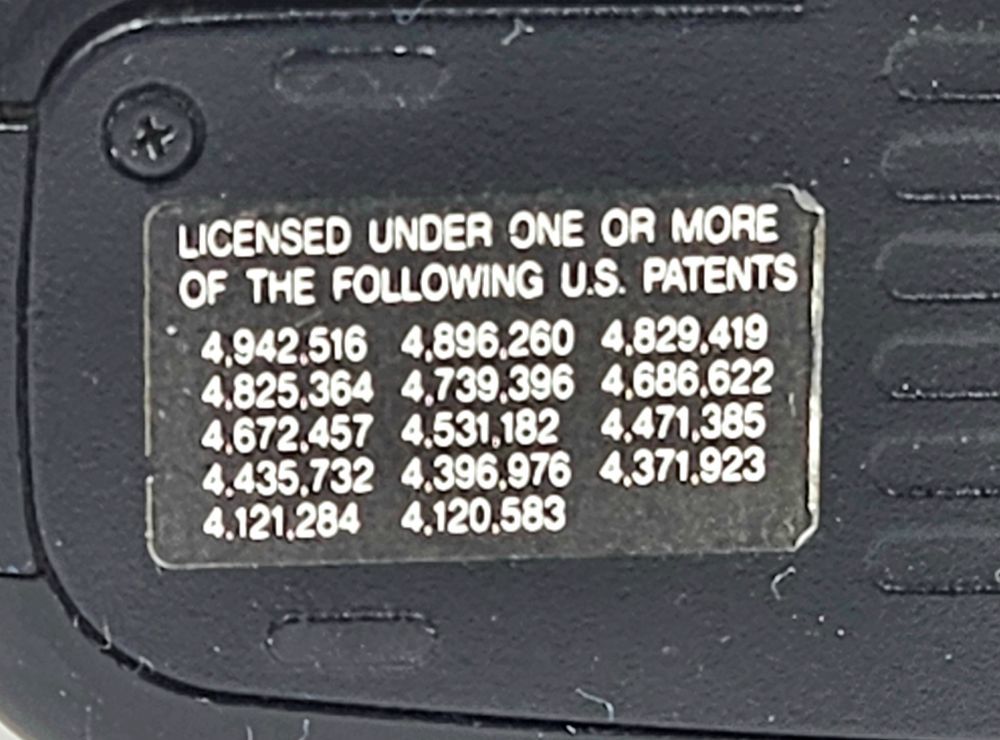 LICENSED UNDER ONE OR MORE
OF THE FOLLOWING U.S. PATENTS
4,942,516 4,896,260 4,829,419
4,825,364 4,739,396 4,686,622
4,672,457 4,531,182 4,471,385
4,435,732 4,396,976 4,371,923
4,121,284 4,120,583